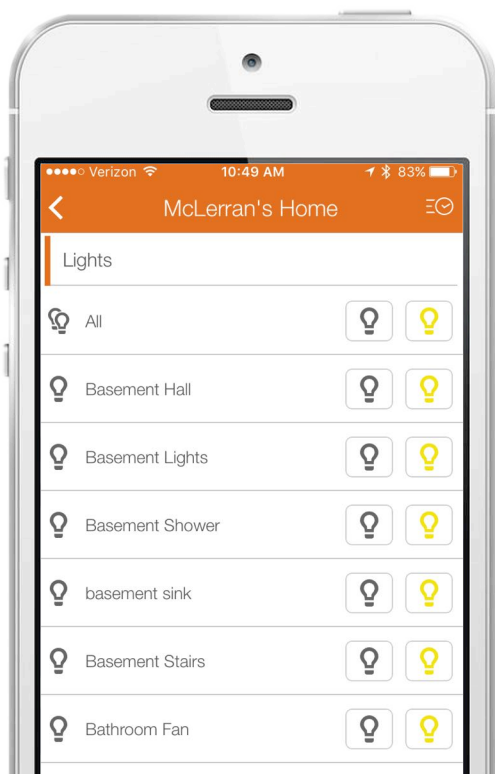 Verizon 10:49 AM 83%
McLerran's Home
Lights
All
Basement Hall
Basement Lights
Basement Shower
basement sink
Basement Stairs
Bathroom Fan